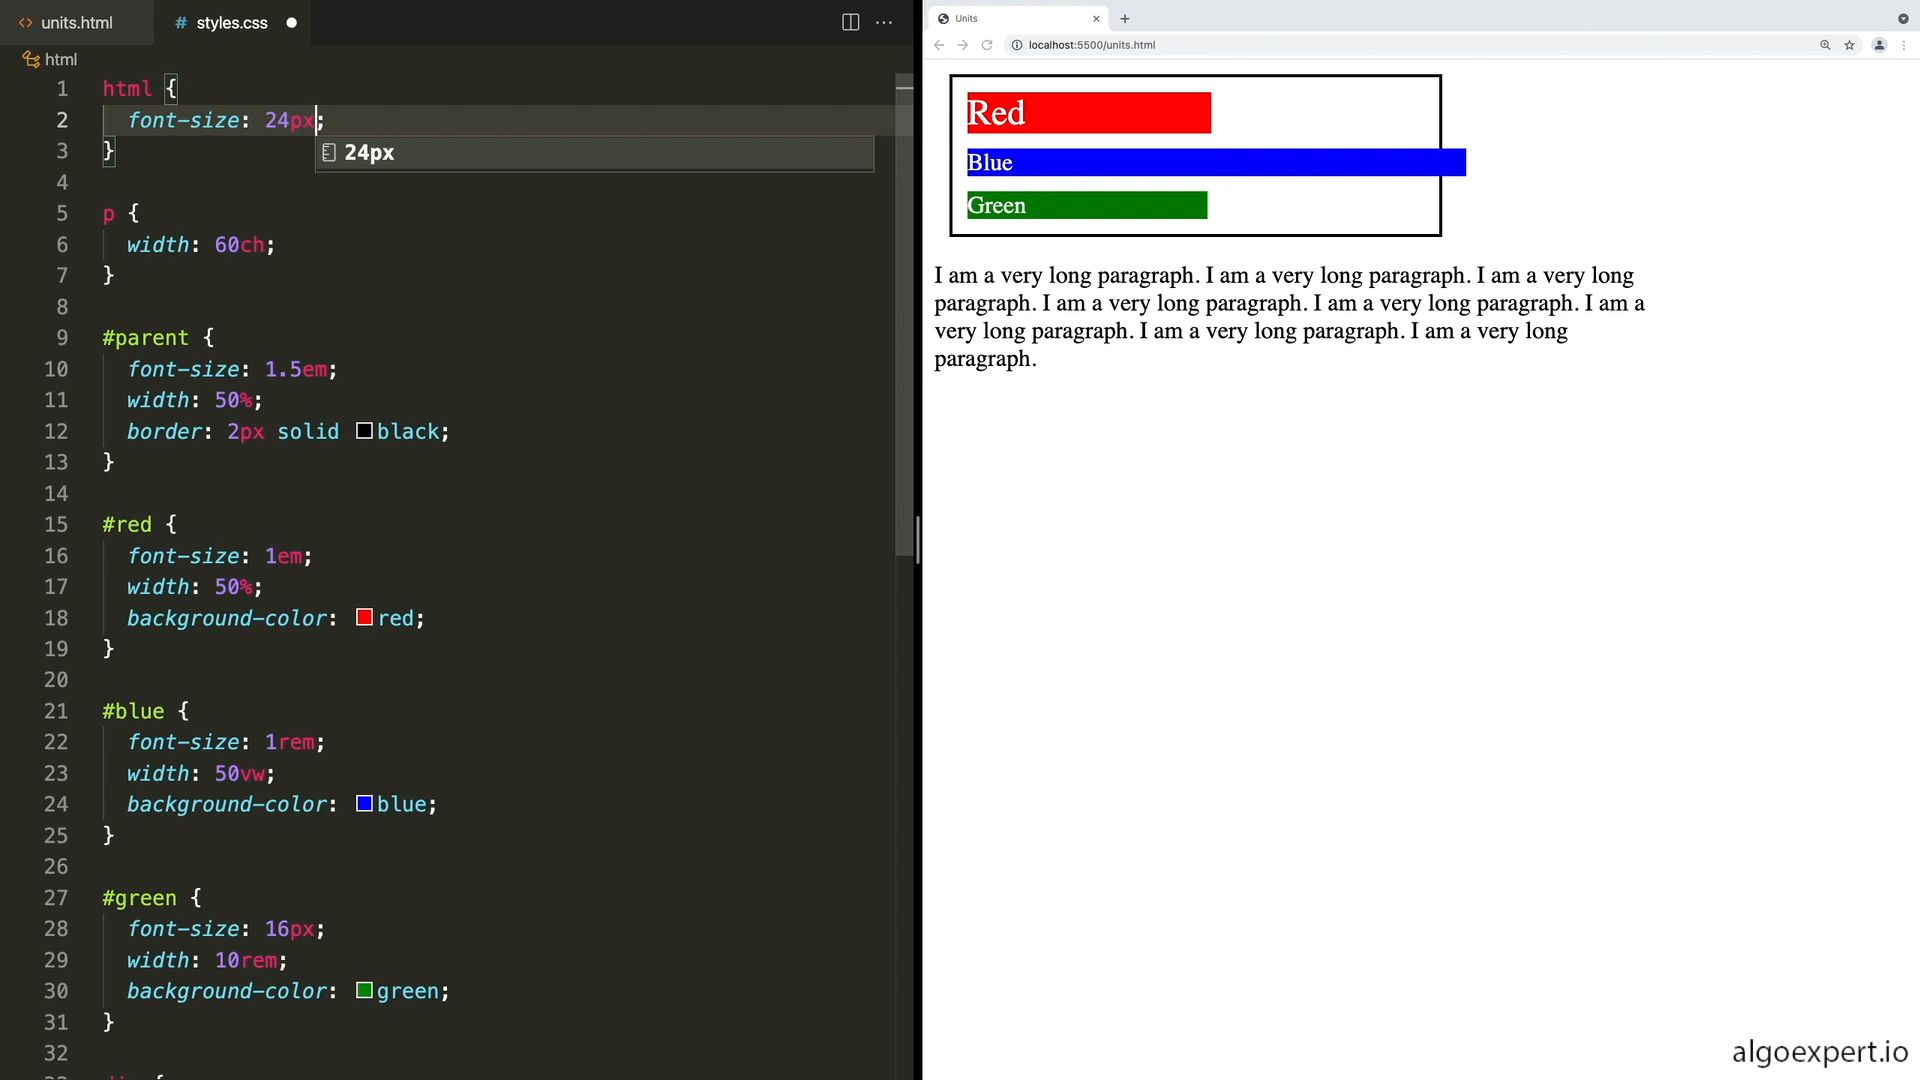 units.html
# styles.css
html
1 html {
2 font-size: 24px;
24px
3 }
4
5 p {
6 width: 60ch;
7 }
8
9 #parent {
10 font-size: 1.5em;
11 width: 50%;
12 border: 2px solid black;
13 }
14
15 #red {
16 font-size: 1em;
17 width: 50%;
18 background-color: red;
19 }
20
21 #blue {
22 font-size: 1rem;
23 width: 50vw;
24 background-color: blue;
25 }
26
27 #green {
28 font-size: 16px;
29 width: 10rem;
30 background-color: green;
31 }
32
Units
localhost:5500/units.html
Red
Blue
Green
I am a very long paragraph. I am a very long paragraph. I am a very long
paragraph. I am a very long paragraph. I am a very long paragraph. I am a
very long paragraph. I am a very long paragraph. I am a very long
paragraph.
algoexpert.io